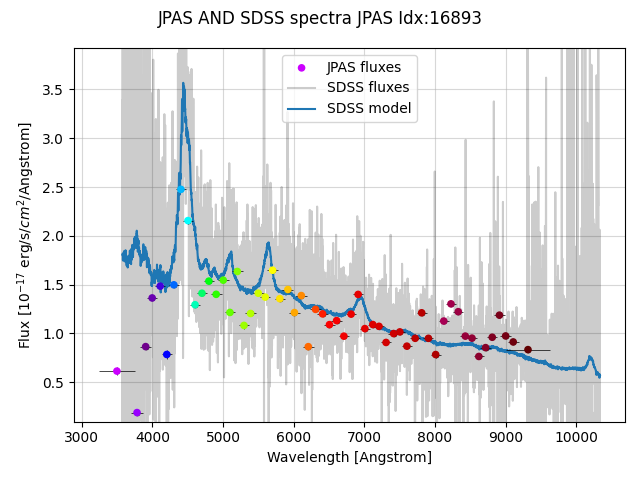 JPAS AND SDSS spectra JPAS Idx:16893
JPAS fluxes
SDSS fluxes
SDSS model
Flux [10⁻¹⁷ erg/s/cm²/Angstrom]
3.5
3.0
2.5
2.0
1.5
1.0
0.5
3000 4000 5000 6000 7000 8000 9000 10000
Wavelength [Angstrom]